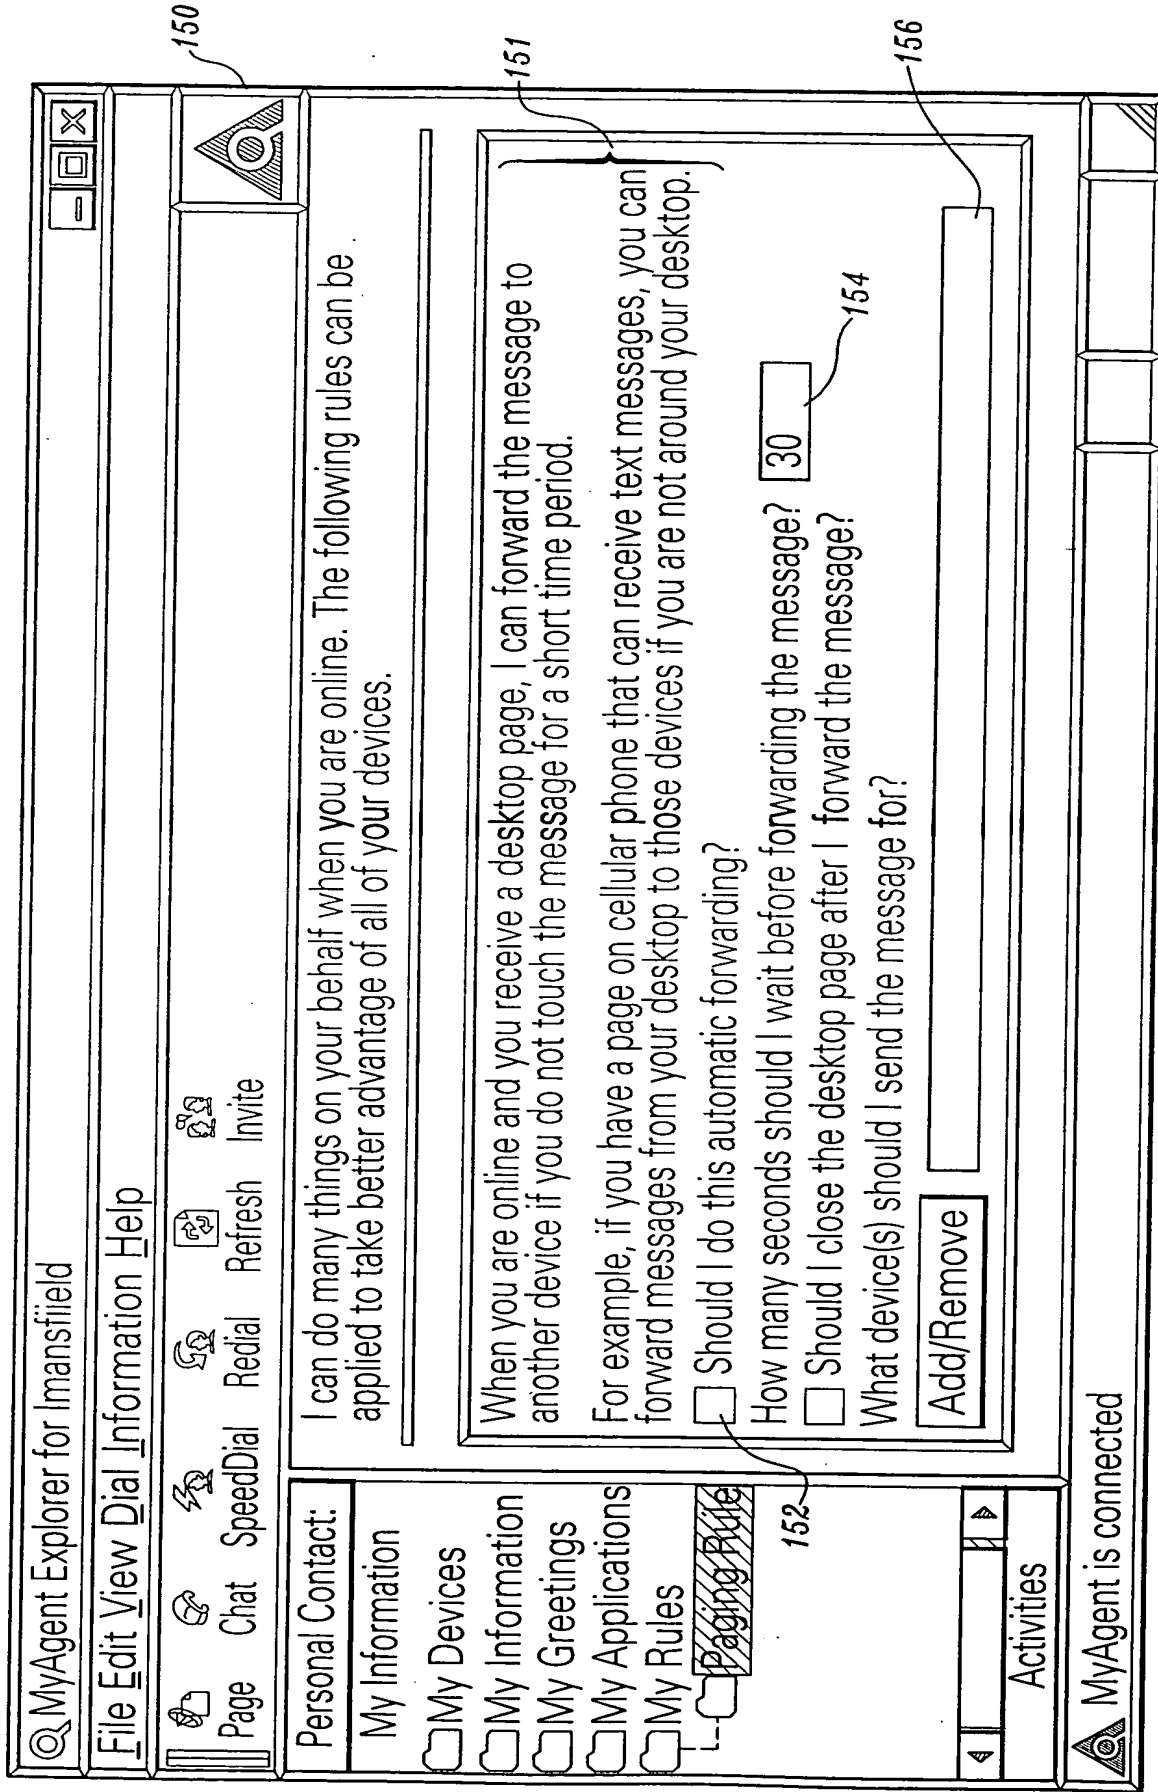 MyAgent Explorer for Imansfiield
File Edit View Dial Information Help
Page Chat SpeedDial Redial Refresh Invite
Personal Contact:
My Information
My Devices
My Information
My Greetings
My Applications
My Rules
Paging Rule
Activities
I can do many things on your behalf when you are online. The following rules can be
applied to take better advantage of all of your devices.
When you are online and you receive a desktop page, I can forward the message to
another device if you do not touch the message for a short time period.
For example, if you have a page on cellular phone that can receive text messages, you can
forward messages from your desktop to those devices if you are not around your desktop.
Should I do this automatic forwarding?
How many seconds should I wait before forwarding the message? 30
Should I close the desktop page after I forward the message?
What device(s) should I send the message for?
Add/Remove
MyAgent is connected
150
151
152
154
156